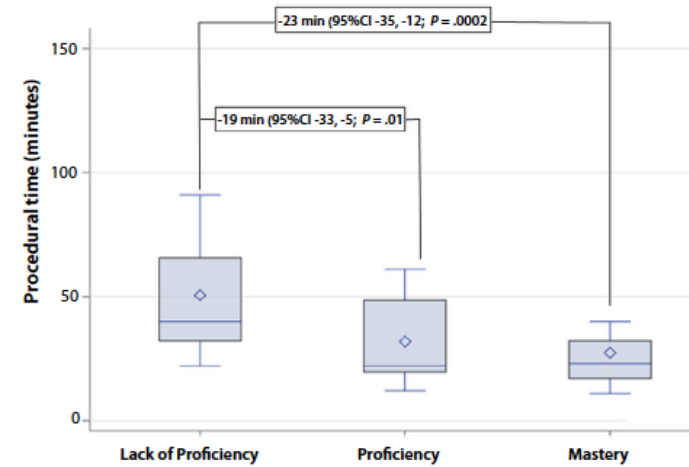 -23 min (95%CI -35, -12; P = .0002
-19 min (95%CI -33, -5; P = .01
Procedural time (minutes)
150
100
50
0
Lack of Proficiency
Proficiency
Mastery